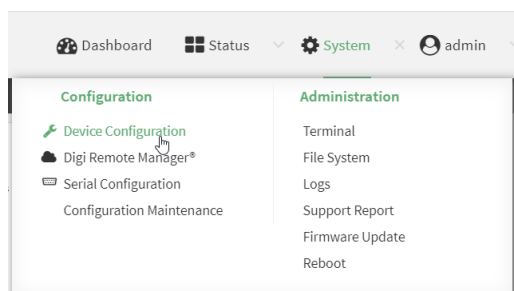 Dashboard Status System admin
Configuration
Device Configuration
Digi Remote Manager®
Serial Configuration
Configuration Maintenance
Administration
Terminal
File System
Logs
Support Report
Firmware Update
Reboot